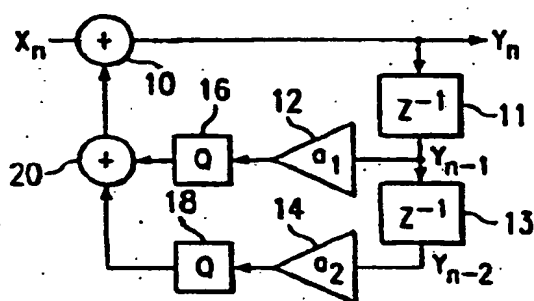 Xn + Yn
10 16 12 Z⁻¹ 11
20 + Q a1 Yn-1
18 14 Z⁻¹ 13
Q a2 Yn-2